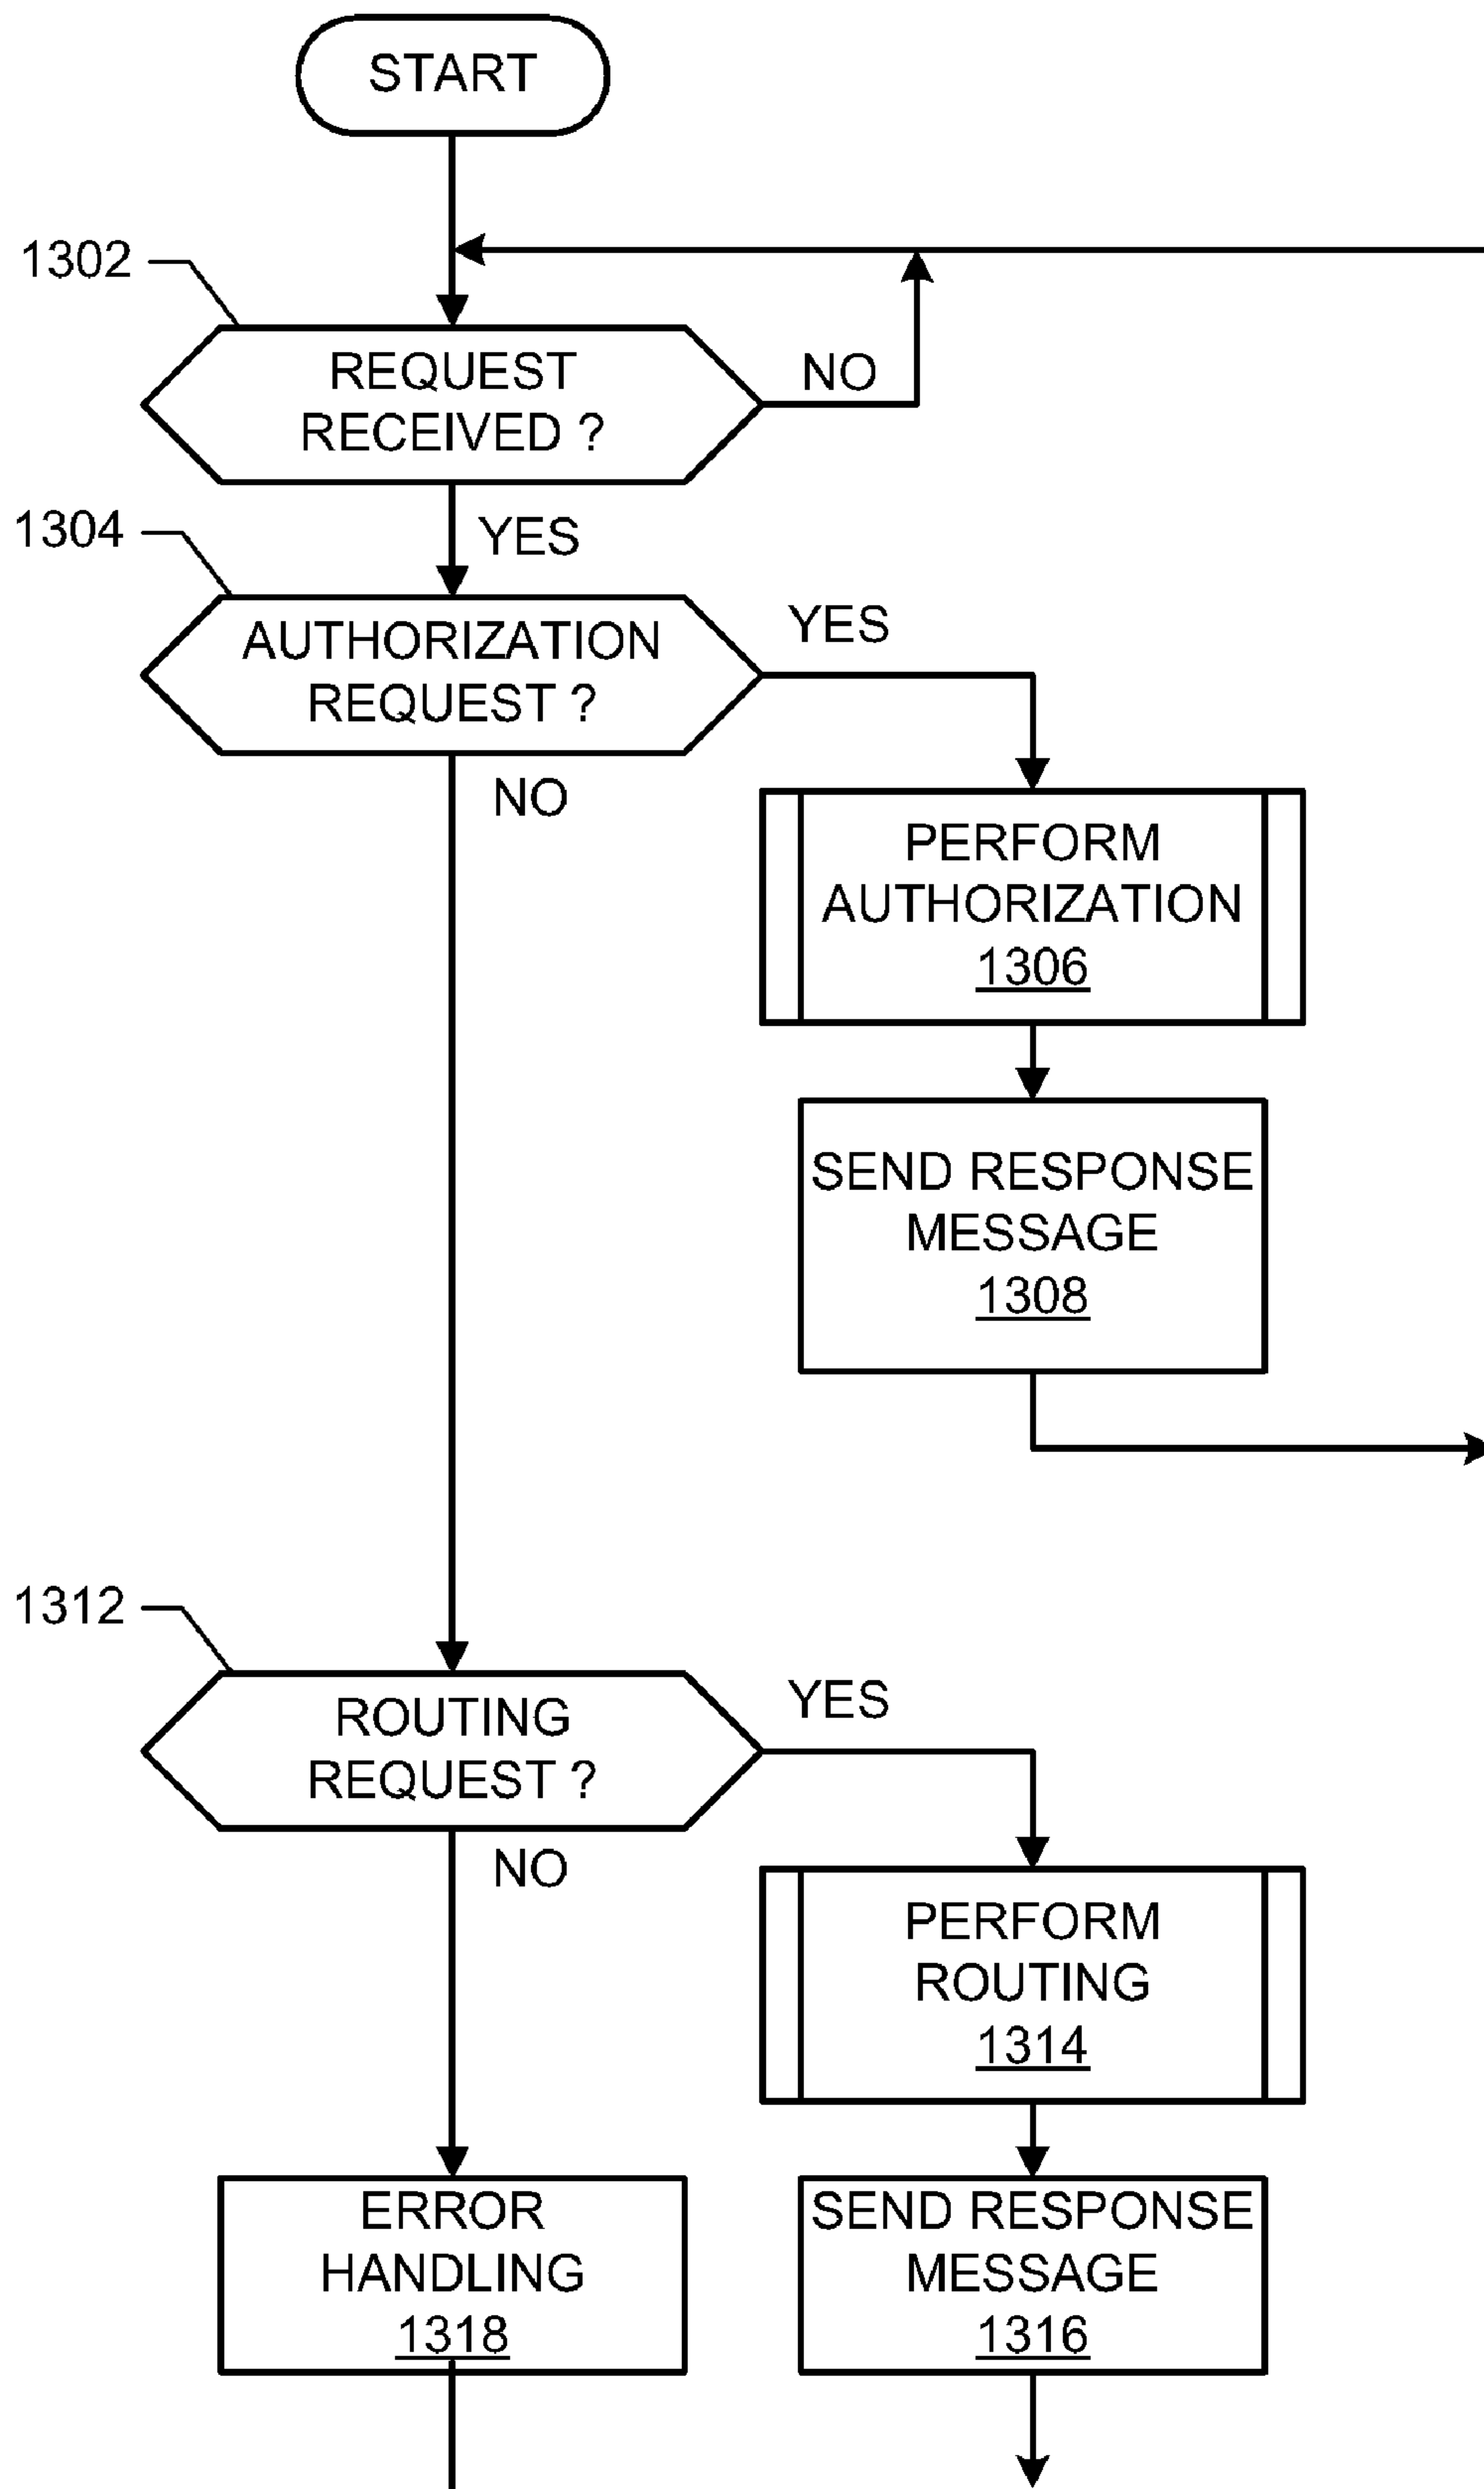 START
1302
REQUEST
RECEIVED ?
NO
YES
1304
AUTHORIZATION
REQUEST ?
YES
NO
PERFORM
AUTHORIZATION
1306
SEND RESPONSE
MESSAGE
1308
1312
ROUTING
REQUEST ?
YES
NO
PERFORM
ROUTING
1314
ERROR
HANDLING
1318
SEND RESPONSE
MESSAGE
1316